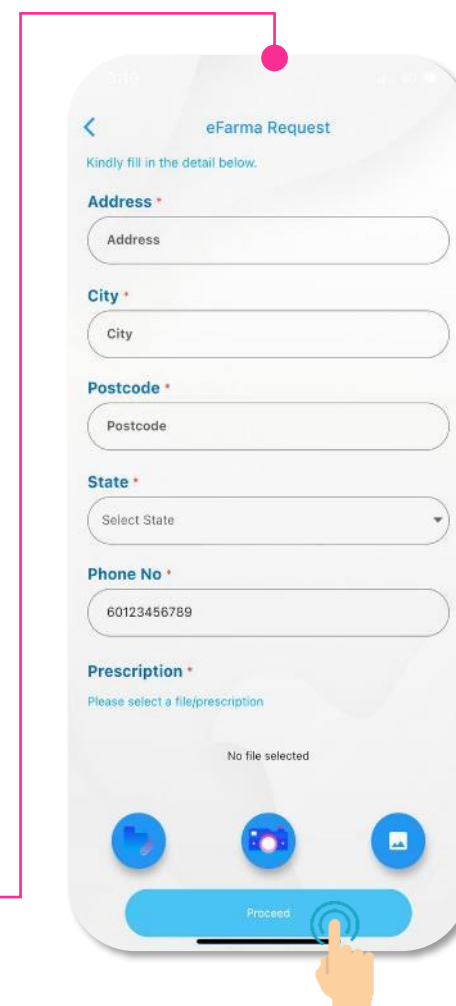 eFarma Request
Kindly fill in the detail below.
Address *
Address
City *
City
Postcode *
Postcode
State *
Select State
Phone No *
60123456789
Prescription *
Please select a file/prescription
No file selected
Proceed